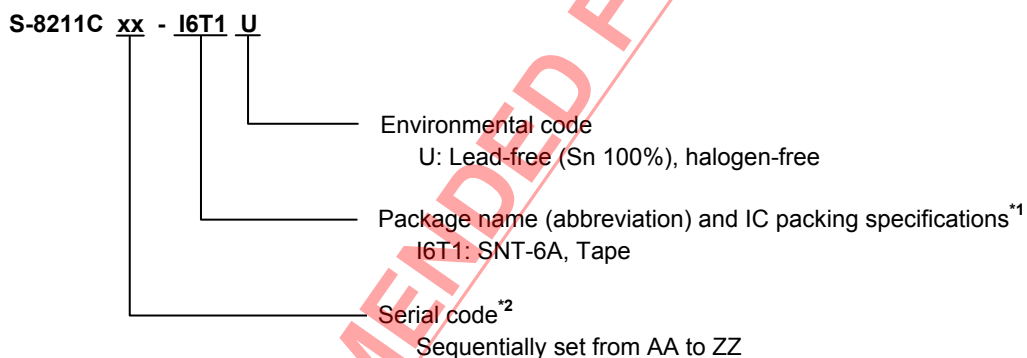 S-8211C xx - I6T1 U
Environmental code
U: Lead-free (Sn 100%), halogen-free
Package name (abbreviation) and IC packing specifications*1
I6T1: SNT-6A, Tape
Serial code*2
Sequentially set from AA to ZZ
MENDED F